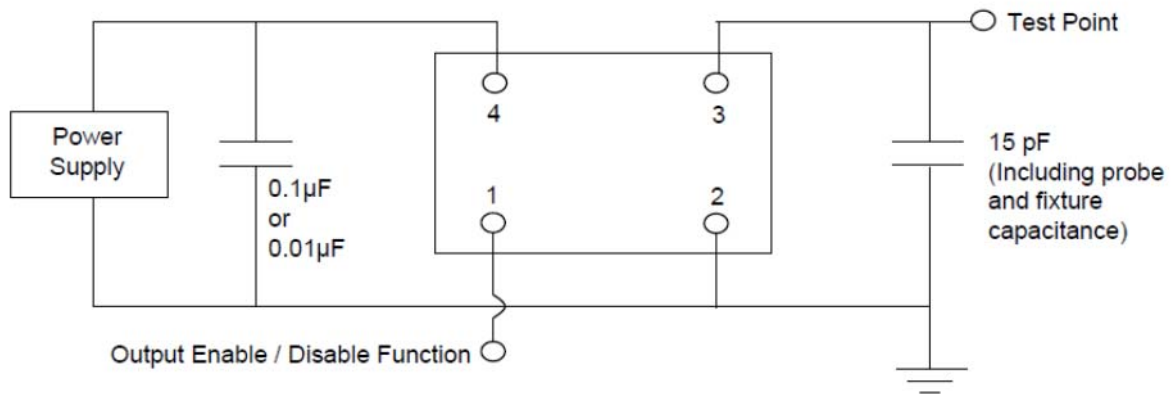 Test Point
4
3
Power
Supply
15 pF
(Including probe
and fixture
capacitance)
0.1µF
or
0.01µF
1
2
Output Enable / Disable Function